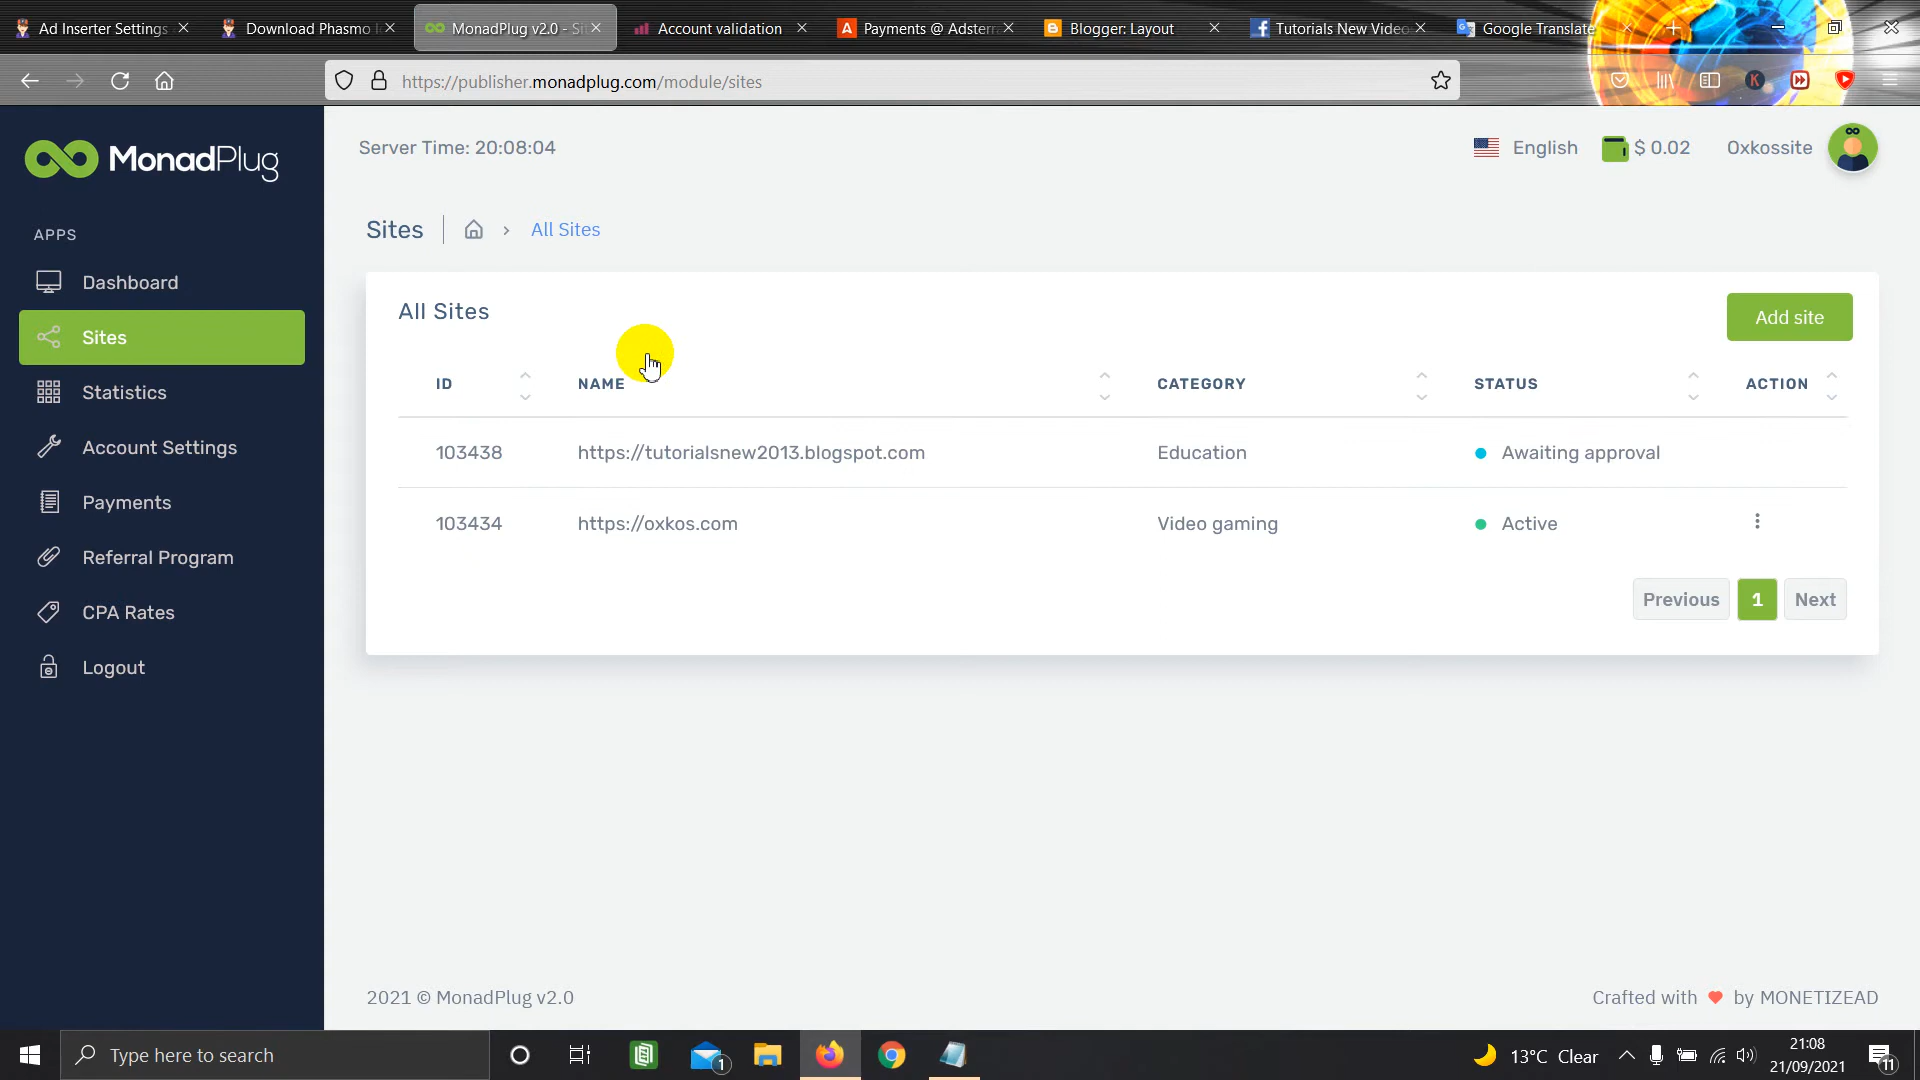 Ad Inserter Settings
Download Phasmo
MonadPlug v2.0 - Si
Account validation
Payments @ Adsterr
Blogger: Layout
Tutorials New Video
Google Translate
https://publisher.monadplug.com/module/sites
MonadPlug
Server Time: 20:08:04
English
$ 0.02
Oxkossite
APPS
Dashboard
Sites
Statistics
Account Settings
Payments
Referral Program
CPA Rates
Logout
Sites
All Sites
All Sites
Add site
ID NAME CATEGORY STATUS ACTION
103438 https://tutorialsnew2013.blogspot.com Education Awaiting approval
103434 https://oxkos.com Video gaming Active
Previous 1 Next
2021 © MonadPlug v2.0
Crafted with ♥ by MONETIZEAD
Type here to search
1
13°C Clear
21:08
21/09/2021
11